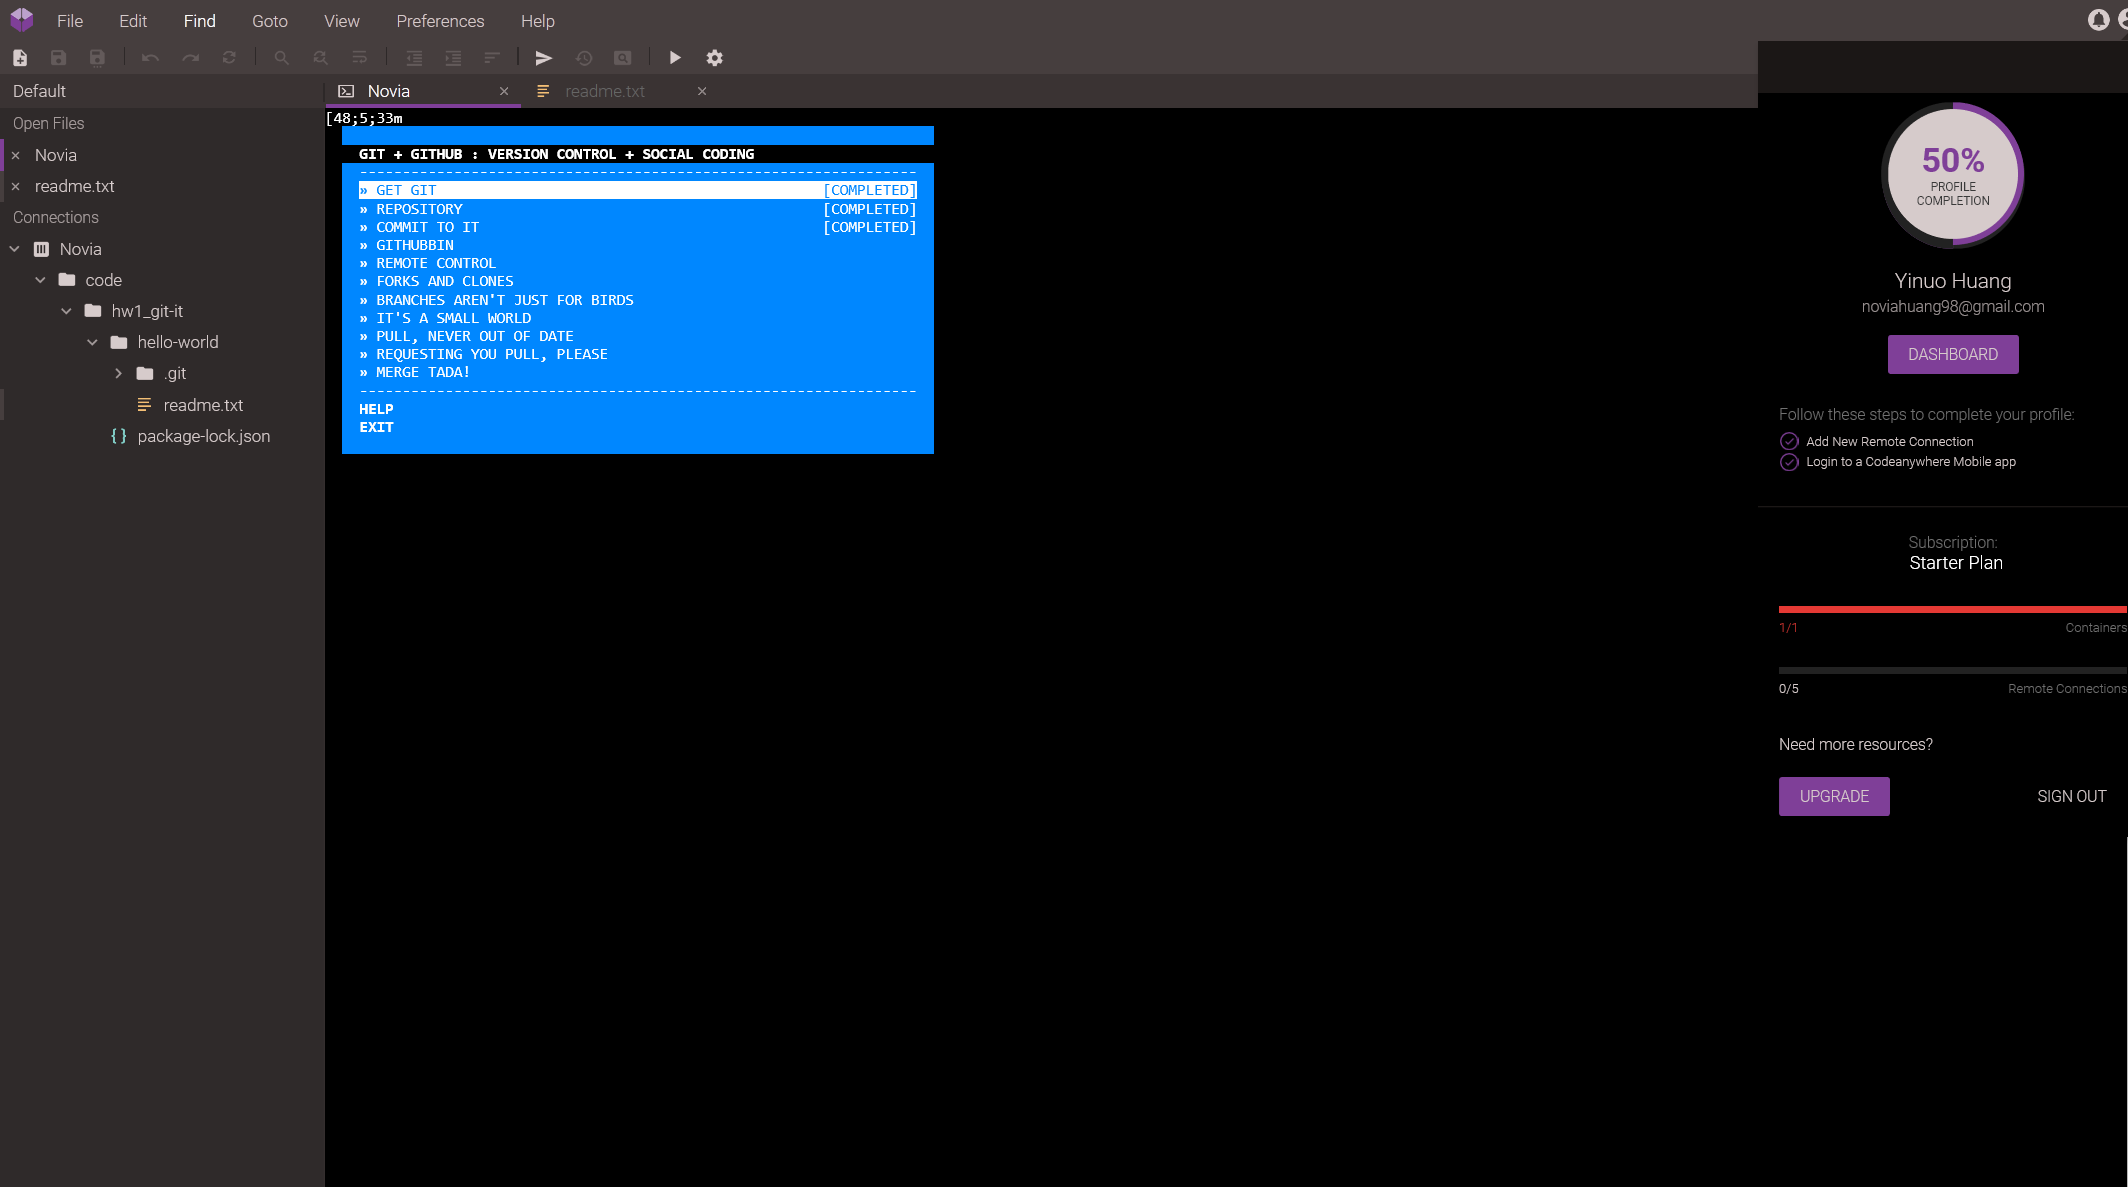 File Edit Find Goto View Preferences Help
Default
Open Files
Novia
readme.txt
Connections
Novia
code
hw1_git-it
hello-world
.git
readme.txt
{} package-lock.json
Novia readme.txt
[48;5;33m
GIT + GITHUB : VERSION CONTROL + SOCIAL CODING
-----------------------------------------------------------------
» GET GIT [COMPLETED]
» REPOSITORY [COMPLETED]
» COMMIT TO IT [COMPLETED]
» GITHUBBIN
» REMOTE CONTROL
» FORKS AND CLONES
» BRANCHES AREN'T JUST FOR BIRDS
» IT'S A SMALL WORLD
» PULL, NEVER OUT OF DATE
» REQUESTING YOU PULL, PLEASE
» MERGE TADA!
-----------------------------------------------------------------
HELP
EXIT
50%
PROFILE
COMPLETION
Yinuo Huang
noviahuang98@gmail.com
DASHBOARD
Follow these steps to complete your profile:
Add New Remote Connection
Login to a Codeanywhere Mobile app
Subscription:
Starter Plan
1/1 Containers
0/5 Remote Connections
Need more resources?
UPGRADE SIGN OUT